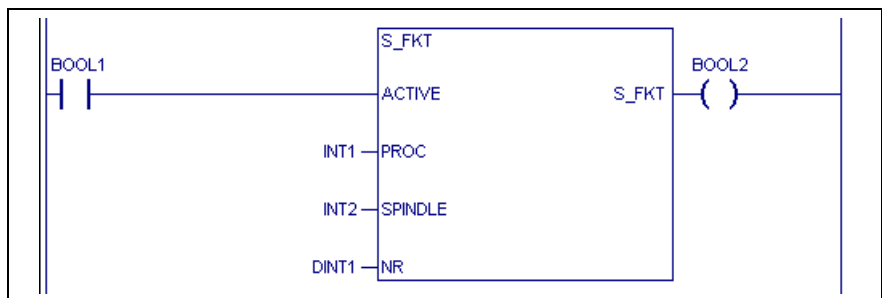 S_FKT
BOOL1
BOOL2
ACTIVE S_FKT
INT1 PROC
INT2 SPINDLE
DINT1 NR